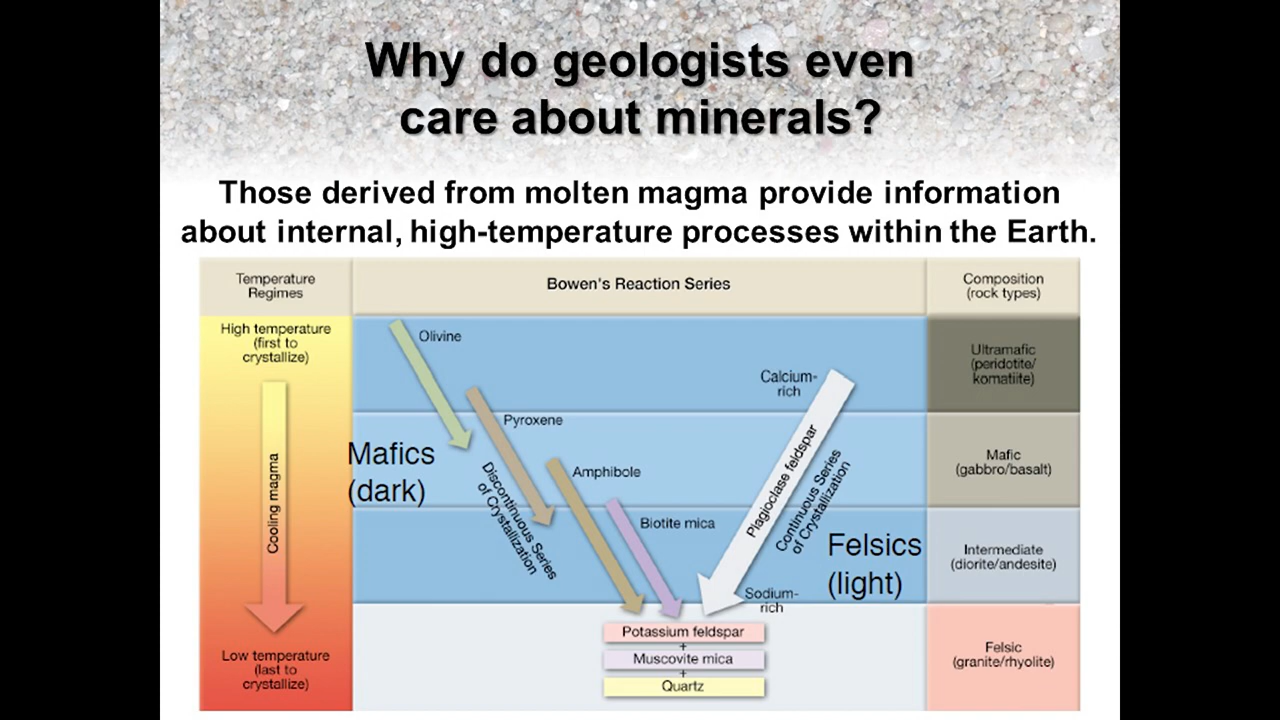 Why do geologists even
care about minerals?
Those derived from molten magma provide information
about internal, high-temperature processes within the Earth.
Temperature
Regimes
Bowen's Reaction Series
Composition
(rock types)
High temperature
(first to
crystallize)
Cooling magma
Low temperature
(last to
crystallize)
Olivine
Pyroxene
Amphibole
Biotite mica
Mafics
(dark)
Discontinuous Series
of Crystallization
Calcium-
rich
Plagioclase feldspar
Continuous Series
of Crystallization
Sodium-
rich
Felsics
(light)
Potassium feldspar
+
Muscovite mica
+
Quartz
Ultramafic
(peridotite/
komatiite)
Mafic
(gabbro/basalt)
Intermediate
(diorite/andesite)
Felsic
(granite/rhyolite)